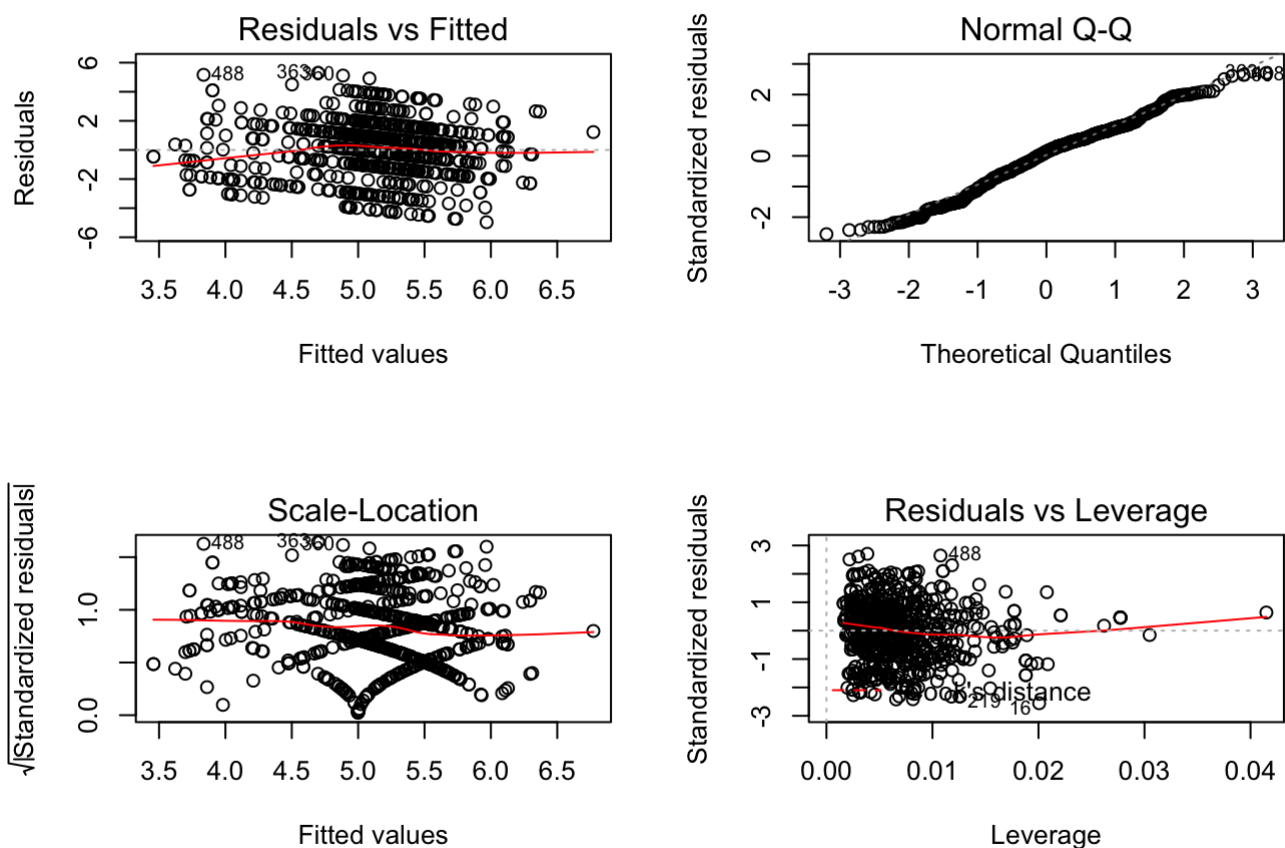 Residuals vs Fitted
Residuals
6
2
-2
-6
488
363
360
3.5 4.0 4.5 5.0 5.5 6.0 6.5
Fitted values
Normal Q-Q
Standardized residuals
2
0
-2
-3 -2 -1 0 1 2 3
Theoretical Quantiles
Scale-Location
√|Standardized residuals|
1.0
0.0
488
363
360
3.5 4.0 4.5 5.0 5.5 6.0 6.5
Fitted values
Residuals vs Leverage
Standardized residuals
3
1
-1
-3
488
Cook's distance
219
16
0.00 0.01 0.02 0.03 0.04
Leverage